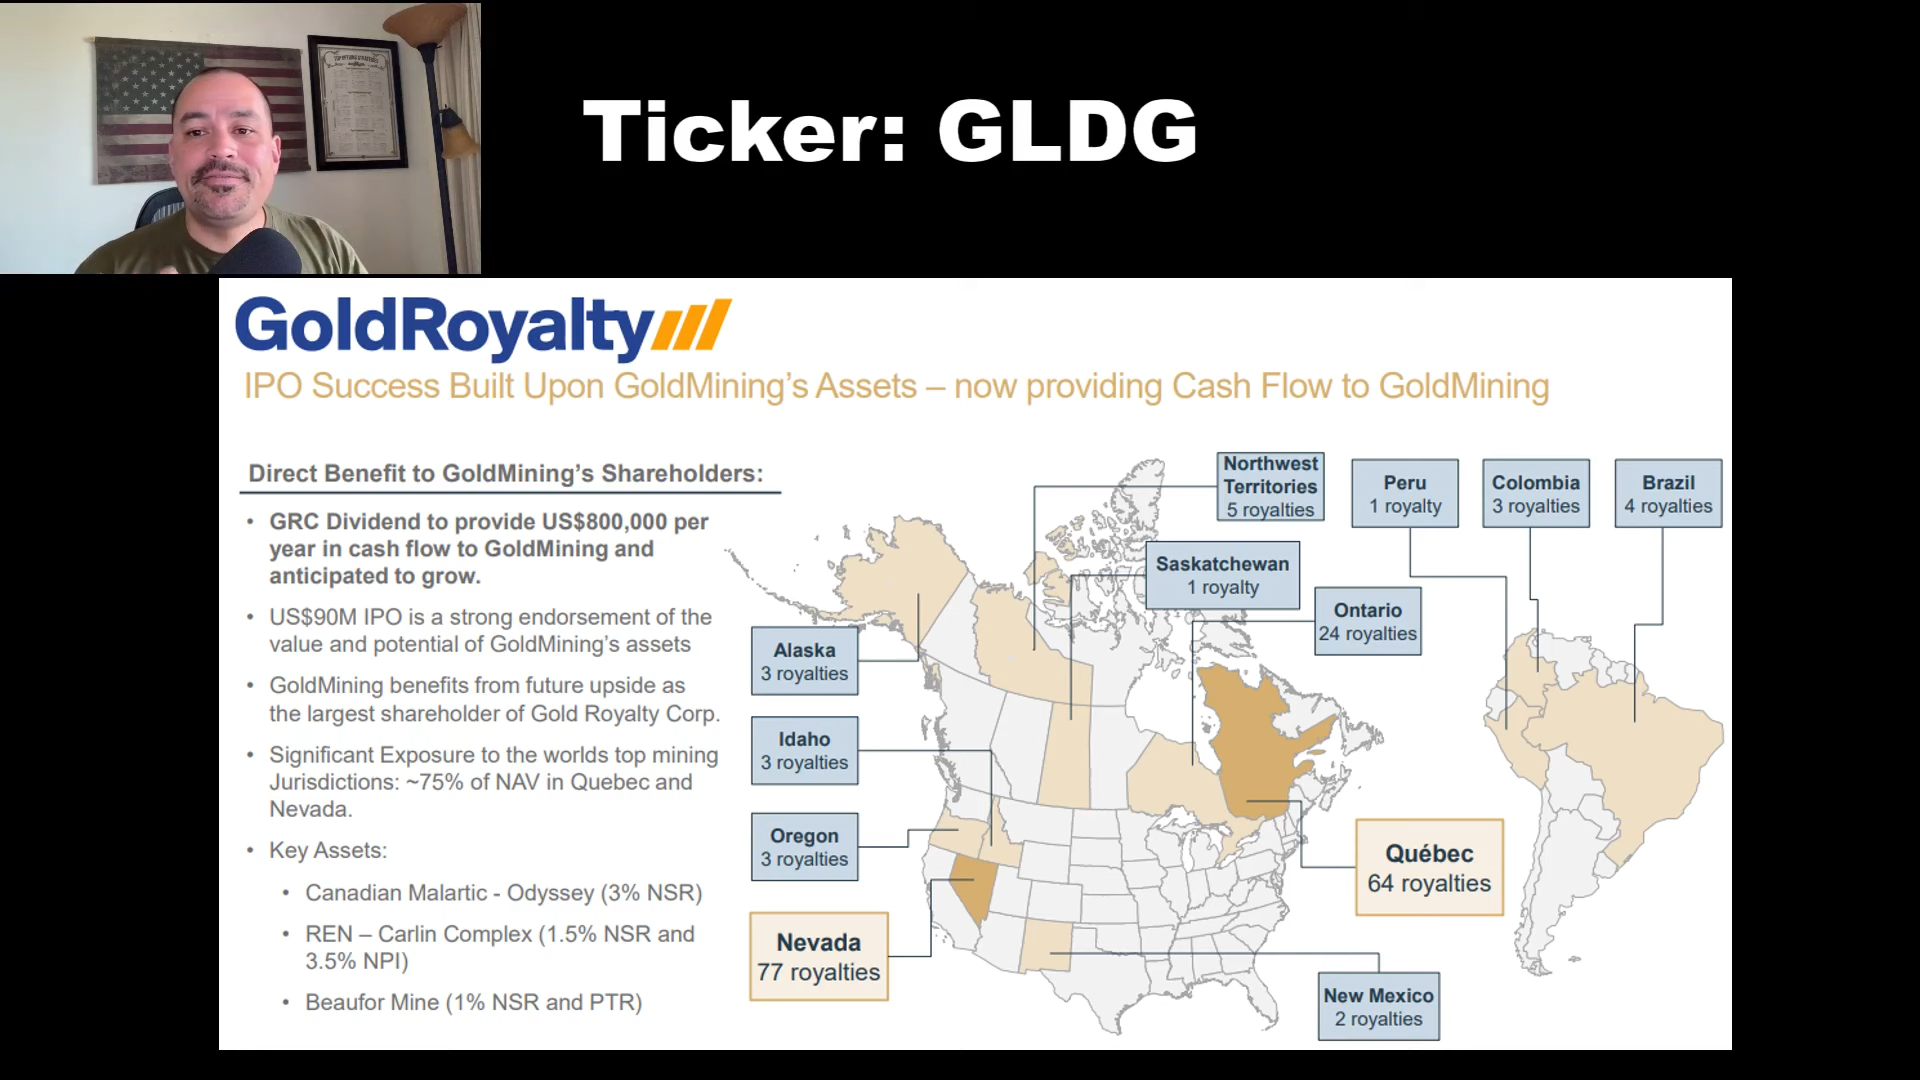 Ticker: GLDG
GoldRoyalty
IPO Success Built Upon GoldMining's Assets – now providing Cash Flow to GoldMining
Direct Benefit to GoldMining's Shareholders:
• GRC Dividend to provide US$800,000 per
year in cash flow to GoldMining and
anticipated to grow.
• US$90M IPO is a strong endorsement of the
value and potential of GoldMining's assets
• GoldMining benefits from future upside as
the largest shareholder of Gold Royalty Corp.
• Significant Exposure to the worlds top mining
Jurisdictions: ~75% of NAV in Quebec and
Nevada.
• Key Assets:
• Canadian Malartic - Odyssey (3% NSR)
• REN – Carlin Complex (1.5% NSR and
3.5% NPI)
• Beaufor Mine (1% NSR and PTR)
Northwest
Territories
5 royalties
Peru
1 royalty
Colombia
3 royalties
Brazil
4 royalties
Saskatchewan
1 royalty
Ontario
24 royalties
Alaska
3 royalties
Idaho
3 royalties
Oregon
3 royalties
Nevada
77 royalties
Québec
64 royalties
New Mexico
2 royalties